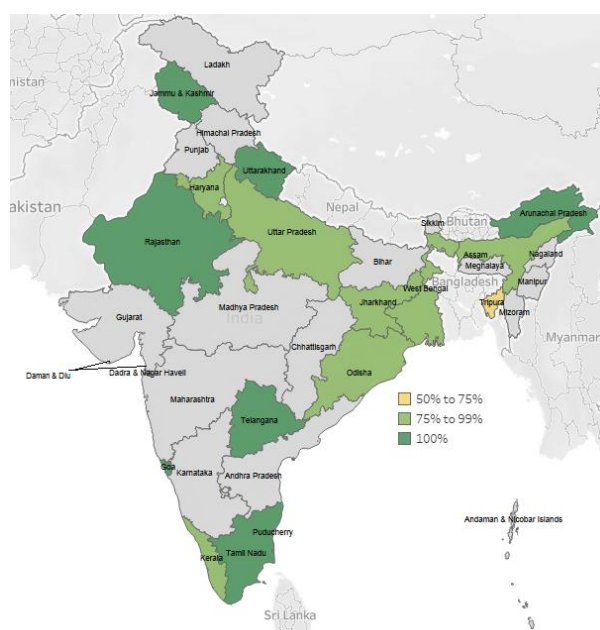 Ladakh
mistan
Jammu & Kashmir
Himachal Pradesh
Punjab
Uttarakhand
Haryana
akistan
Nepal
Sikkim
Bhutan
Arunachal Pradesh
Rajasthan
Uttar Pradesh
Assam
Nagaland
Meghalaya
Bihar
Bangladesh
Manipur
West Bengal
Jharkhand
Tripura
Mizoram
Gujarat
Madhya Pradesh
India
Myanmar
Chhattisgarh
Daman & Diu
Dadra & Nagar Haveli
Odisha
Maharashtra
50% to 75%
75% to 99%
100%
Telangana
Goa
Karnataka
Andhra Pradesh
Andaman & Nicobar Islands
Puducherry
Kerala
Tamil Nadu
Sri Lanka